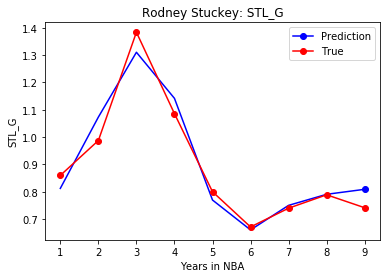 Rodney Stuckey: STL_G
Prediction
True
STL_G
1.4
1.3
1.2
1.1
1.0
0.9
0.8
0.7
1 2 3 4 5 6 7 8 9
Years in NBA